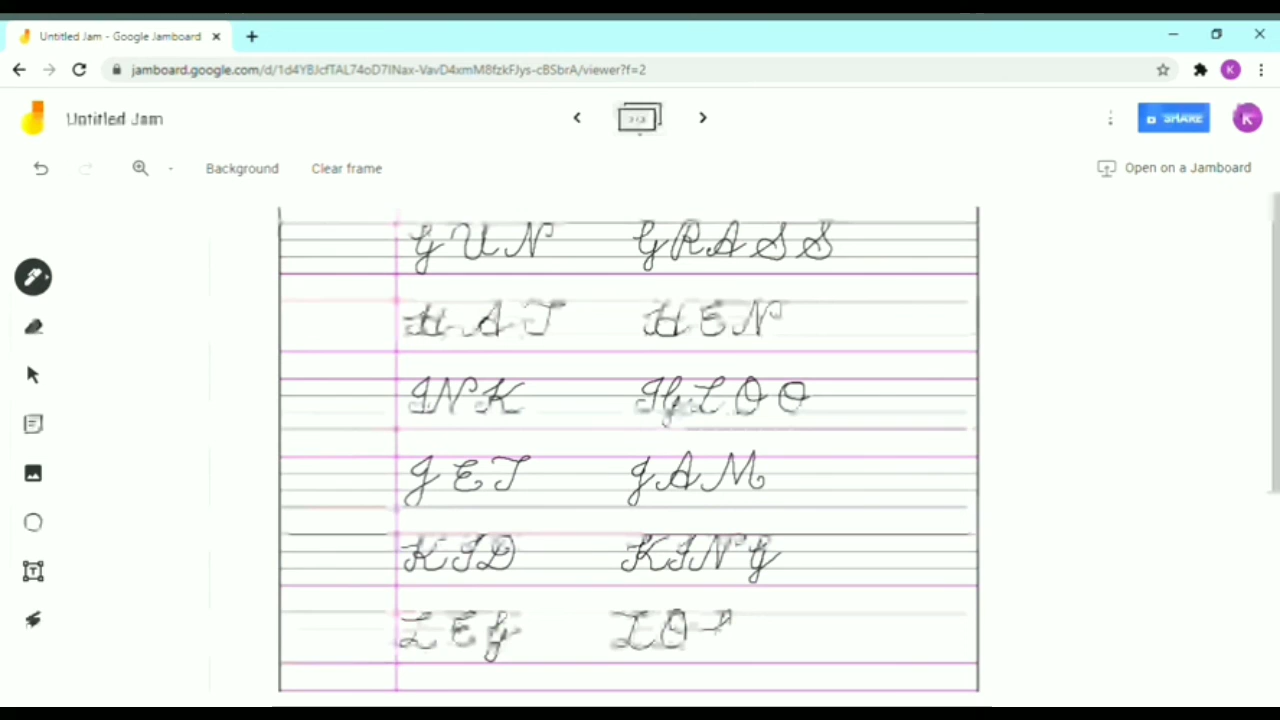 Untitled Jam - Google Jamboard
Untitled Jam
SHARE
K
K
Background Clear frame
Open on a Jamboard
GUN GRASS
HAT HEN
INK IGLOO
JET JAM
KID KING
LEG